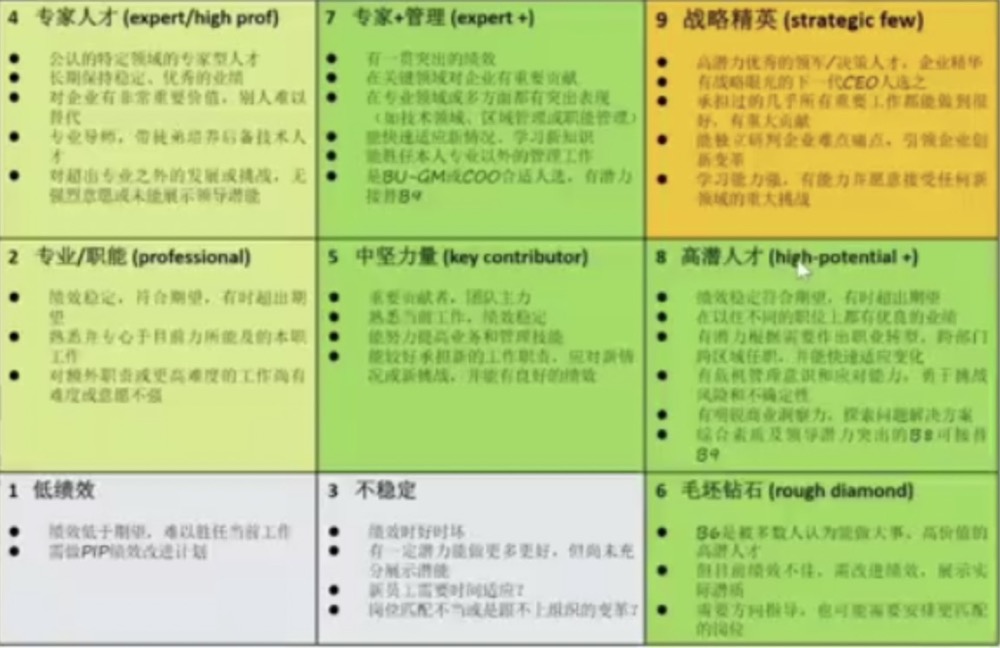 4 专家人才 (expert/high prof)
● 公认的特定领域的专家型人才
● 长期保持稳定、优秀的业绩
● 对企业有非常重要价值，别人难以
替代
● 专业导师，带徒弟培养后备技术人
才
● 对超出专业之外的发展或挑战，无
强烈意愿或未能展示领导潜能
7 专家+管理 (expert +)
● 有一贯突出的绩效
● 在关键领域对企业有重要贡献
● 在专业领域或多方面都有突出表现
（如技术领域、区域管理或职能管理）
● 能快速适应新情况、学习新知识
● 能胜任本人专业以外的管理工作
● 是BU-GM或COO合适人选，有潜力
接替B9
9 战略精英 (strategic few)
● 高潜力优秀的领军/决策人才，企业精华
● 有战略眼光的下一代CEO人选之
● 承担过的几乎所有重要工作都能做到很
好，有重大贡献
● 能独立研判企业难点痛点，引领企业创
新变革
● 学习能力强，有能力并愿意接受任何新
领域的重大挑战
2 专业/职能 (professional)
● 绩效稳定，符合期望，有时超出期
望
● 熟悉并专心于目前力所能及的本职
工作
● 对额外职责或更高难度的工作尚有
难度或意愿不强
5 中坚力量 (key contributor)
● 重要贡献者，团队主力
● 熟悉当前工作，绩效稳定
● 能努力提高业务和管理技能
● 能较好承担新的工作职责，应对新情
况或新挑战，并能有良好的绩效
8 高潜人才 (high-potential +)
● 绩效稳定符合期望，有时超出期望
● 在以往不同的职位上都有优良的业绩
● 有潜力根据需要作出职业转型，跨部门
跨区域任职，并能快速适应变化
● 有危机管理意识和应对能力，勇于挑战
风险和不确定性
● 有明锐商业洞察力，探索问题解决方案
● 综合素质及领导潜力突出的B8可接替
B9
1 低绩效
● 绩效低于期望，难以胜任当前工作
● 需做PIP绩效改进计划
3 不稳定
● 绩效时好时坏
● 有一定潜力能做更多更好，但尚未充
分展示潜能
● 新员工需要时间适应？
● 岗位匹配不当或是跟不上组织的变革？
6 毛坯钻石 (rough diamond)
● B6是被多数人认为能做大事、高价值的
高潜人才
● 但目前绩效不佳，需改进绩效，展示实
际潜质
● 需要方向指导，也可能需要安排更匹配
的岗位